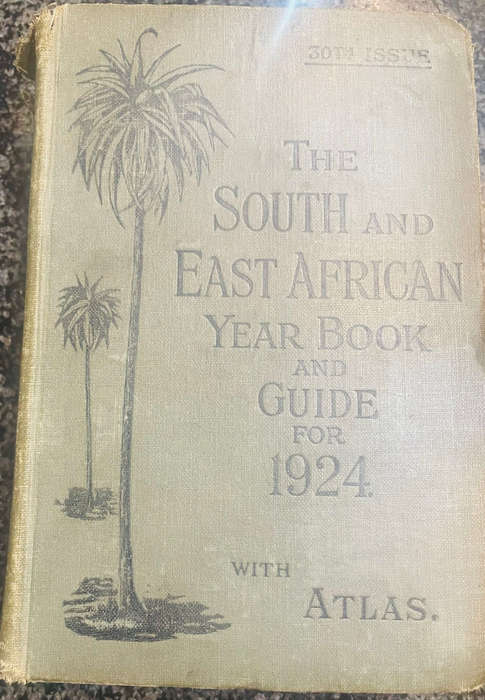 30TH ISSUE
THE
SOUTH AND
EAST AFRICAN
YEAR BOOK
AND
GUIDE
FOR
1924.
WITH
ATLAS.